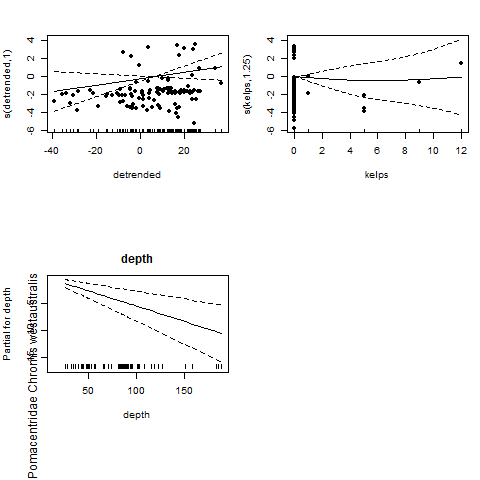 s(detrended,1)
4
2
0
-2
-4
-6
-40 -20 0 20
detrended
s(kelps,1.25)
4
2
0
-2
-4
-6
0 2 4 6 8 10 12
kelps
depth
Partial for depth
50 100 150
depth
Pomacentridae Chromis westaustralis